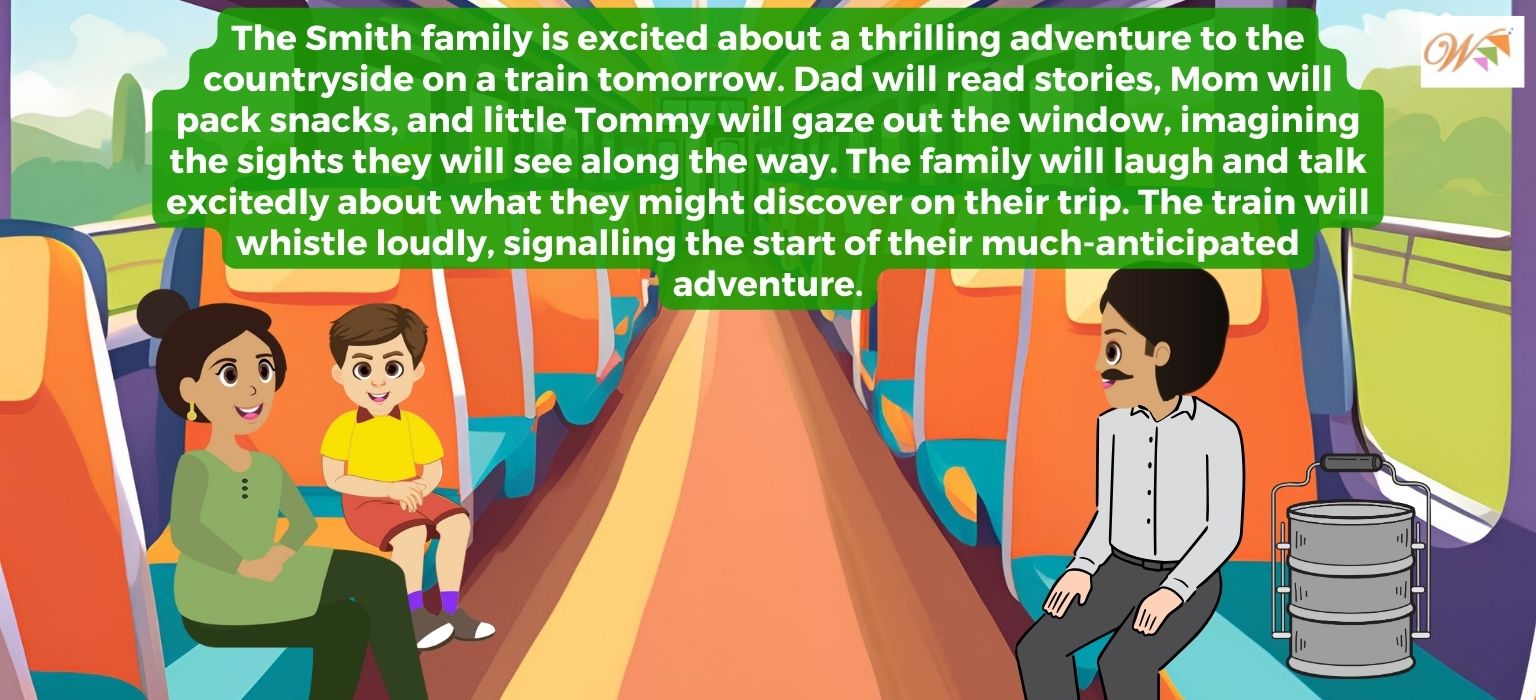 The Smith family is excited about a thrilling adventure to the
countryside on a train tomorrow. Dad will read stories, Mom will
pack snacks, and little Tommy will gaze out the window, imagining
the sights they will see along the way. The family will laugh and talk
excitedly about what they might discover on their trip. The train will
whistle loudly, signalling the start of their much-anticipated
adventure.
W